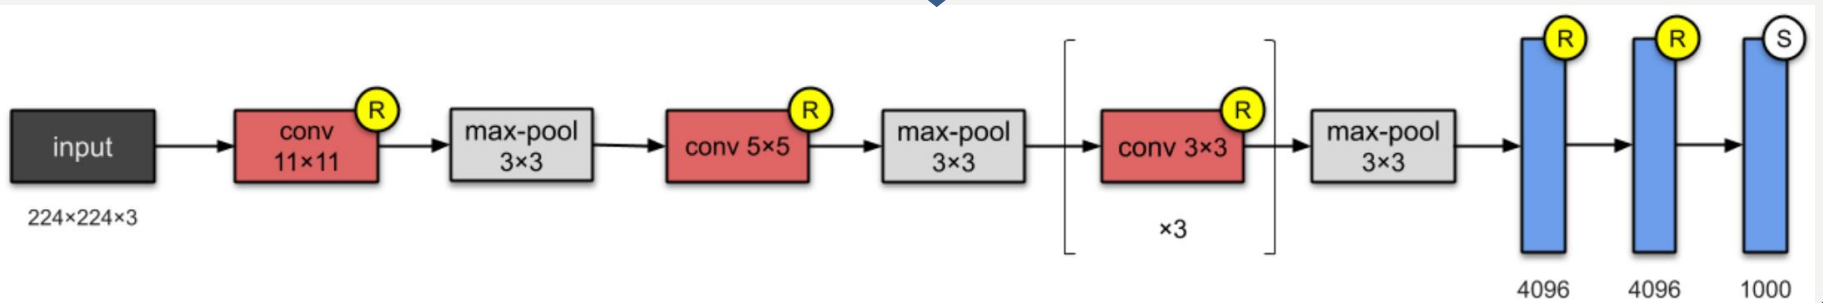 input
224×224×3
conv
11×11
R
max-pool
3×3
conv 5×5
R
max-pool
3×3
conv 3×3
R
×3
max-pool
3×3
R
4096
R
4096
S
1000